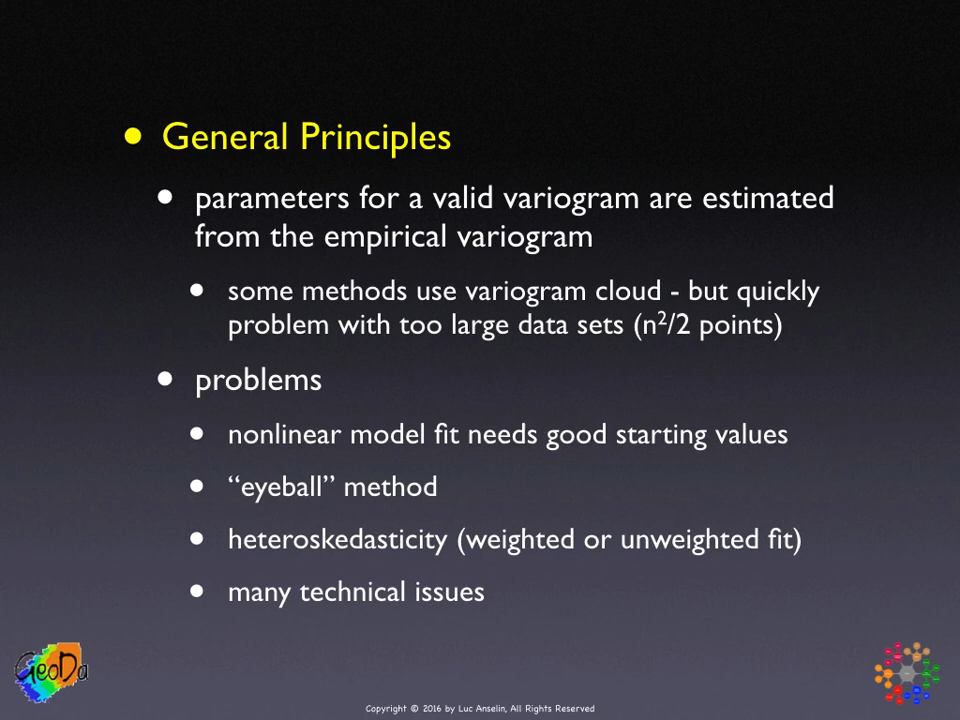 • General Principles
• parameters for a valid variogram are estimated
from the empirical variogram
• some methods use variogram cloud - but quickly
problem with too large data sets (n²/2 points)
• problems
• nonlinear model fit needs good starting values
• “eyeball” method
• heteroskedasticity (weighted or unweighted fit)
• many technical issues
GeoDa
Copyright © 2016 by Luc Anselin, All Rights Reserved